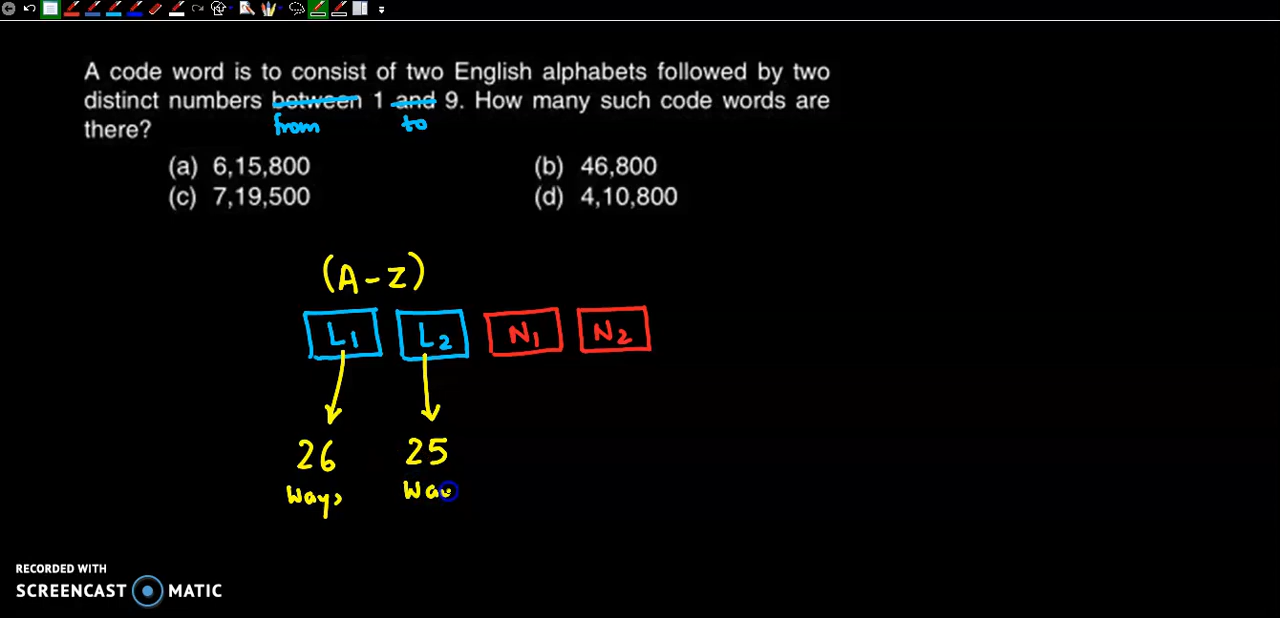 A code word is to consist of two English alphabets followed by two
distinct numbers between 1 and 9. How many such code words are
from to
there?
(a) 6,15,800 (b) 46,800
(c) 7,19,500 (d) 4,10,800
(A-Z)
L1 L2 N1 N2
26 25
Ways Wa
RECORDED WITH
SCREENCAST MATIC